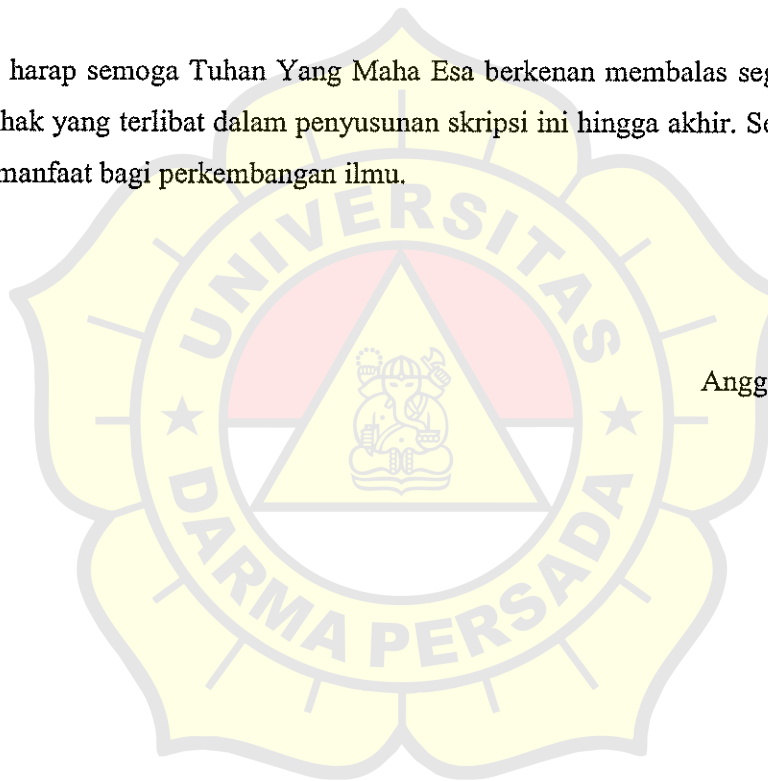 harap semoga Tuhan Yang Maha Esa berkenan membalas seg
hak yang terlibat dalam penyusunan skripsi ini hingga akhir. Se
manfaat bagi perkembangan ilmu.
UNIVERSITAS
Angg
DARMA PERSADA